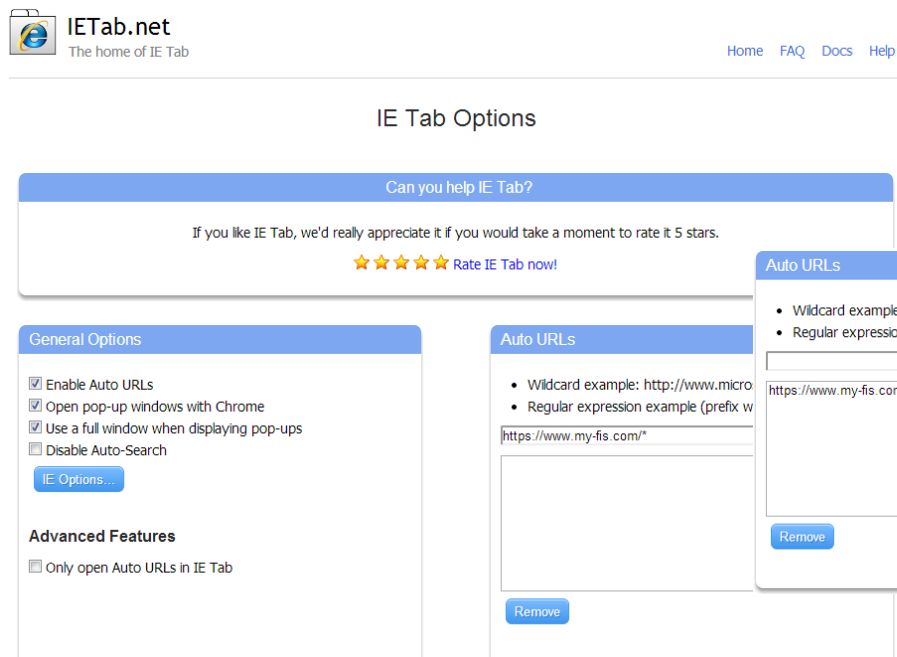 IETab.net
The home of IE Tab
Home FAQ Docs Help
IE Tab Options
Can you help IE Tab?
If you like IE Tab, we'd really appreciate it if you would take a moment to rate it 5 stars.
Rate IE Tab now!
General Options
Enable Auto URLs
Open pop-up windows with Chrome
Use a full window when displaying pop-ups
Disable Auto-Search
IE Options...
Advanced Features
Only open Auto URLs in IE Tab
Auto URLs
Wildcard example: http://www.micro
Regular expression example (prefix w
https://www.my-fis.com/*
Remove
Auto URLs
Wildcard example
Regular expressio
https://www.my-fis.com
Remove